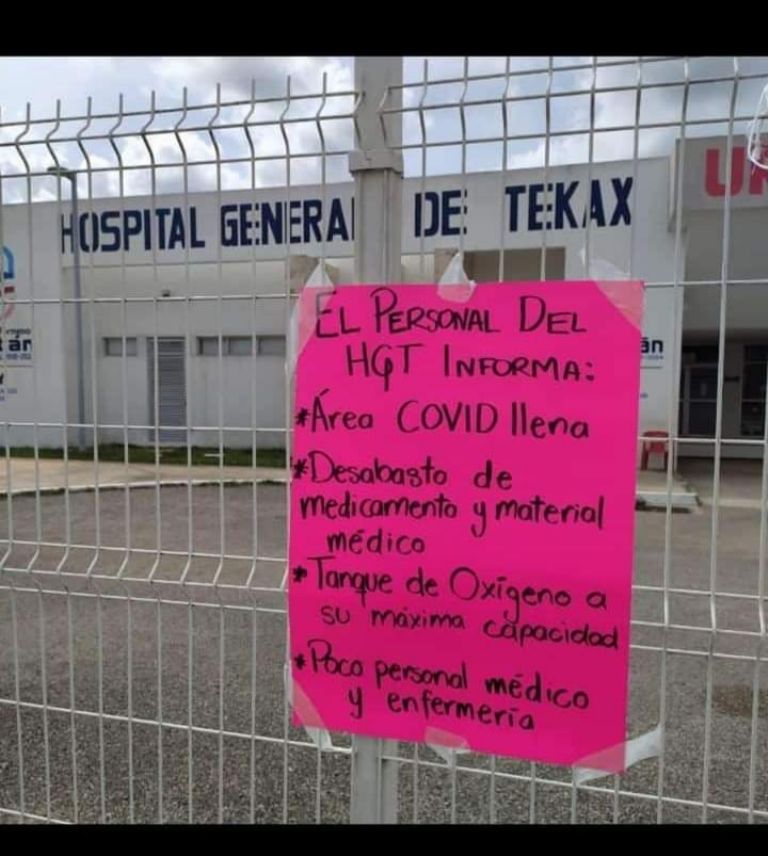 HOSPITAL GENERAL DE TEKAX
EL PERSONAL DEL
HGT INFORMA:
*Área COVID llena
*Desabasto de
medicamento y material
médico
*Tanque de Oxígeno a
su máxima capacidad
*Poco personal médico
y enfermería